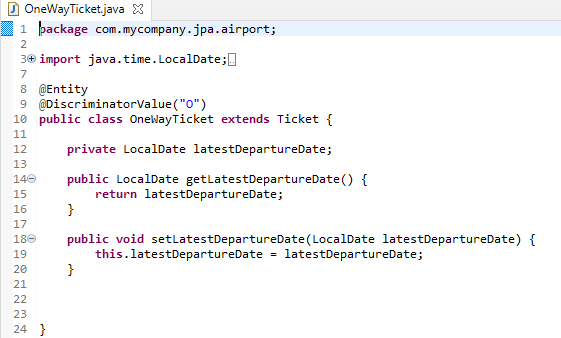 OneWayTicket.java
1 package com.mycompany.jpa.airport;
2
3 import java.time.LocalDate;
7
8 @Entity
9 @DiscriminatorValue("O")
10 public class OneWayTicket extends Ticket {
11
12 private LocalDate latestDepartureDate;
13
14 public LocalDate getLatestDepartureDate() {
15 return latestDepartureDate;
16 }
17
18 public void setLatestDepartureDate(LocalDate latestDepartureDate) {
19 this.latestDepartureDate = latestDepartureDate;
20 }
21
22
23
24 }